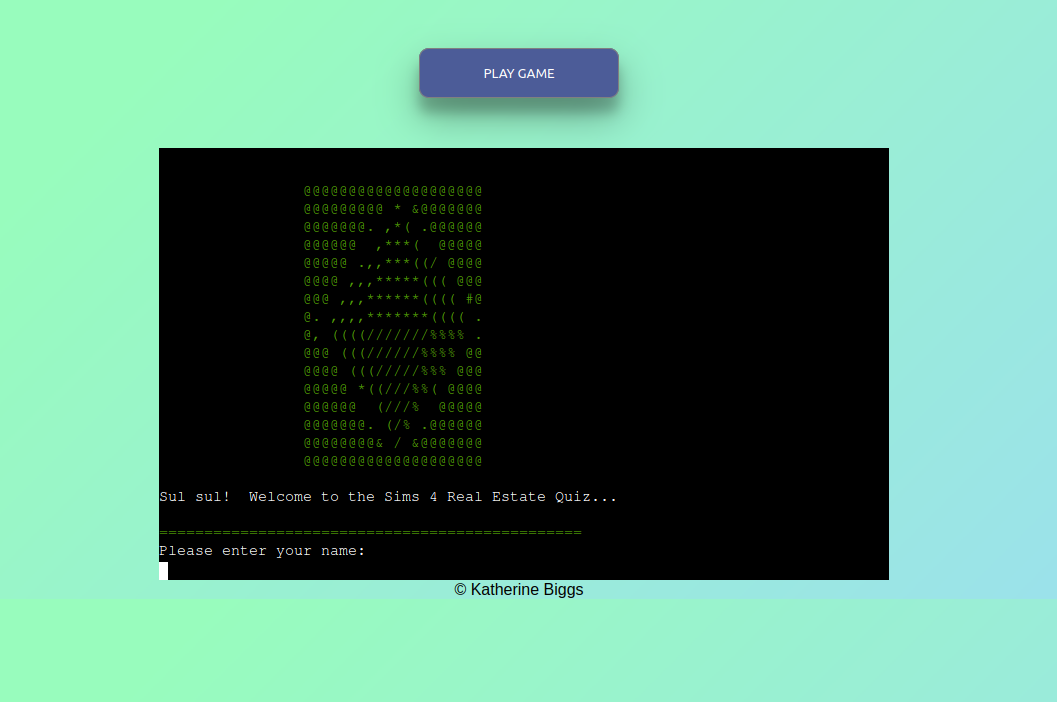 PLAY GAME
@@@@@@@@@@@@@@@@@@@@
@@@@@@@@@ * &@@@@@@@
@@@@@@@. ,*( .@@@@@@
@@@@@@  ,***(  @@@@@
@@@@@ .,,***((/ @@@@
@@@@ ,,,*****((( @@@
@@@ ,,,******(((( #@
@. ,,,,*******(((( .
@, ((((///////%%%% .
@@@ (((//////%%%% @@
@@@@ (((/////%%% @@@
@@@@@ *((///%%( @@@@
@@@@@@  (///%  @@@@@
@@@@@@@. (/% .@@@@@@
@@@@@@@@& / &@@@@@@@
@@@@@@@@@@@@@@@@@@@@
Sul sul!  Welcome to the Sims 4 Real Estate Quiz...
===============================================
Please enter your name:
© Katherine Biggs